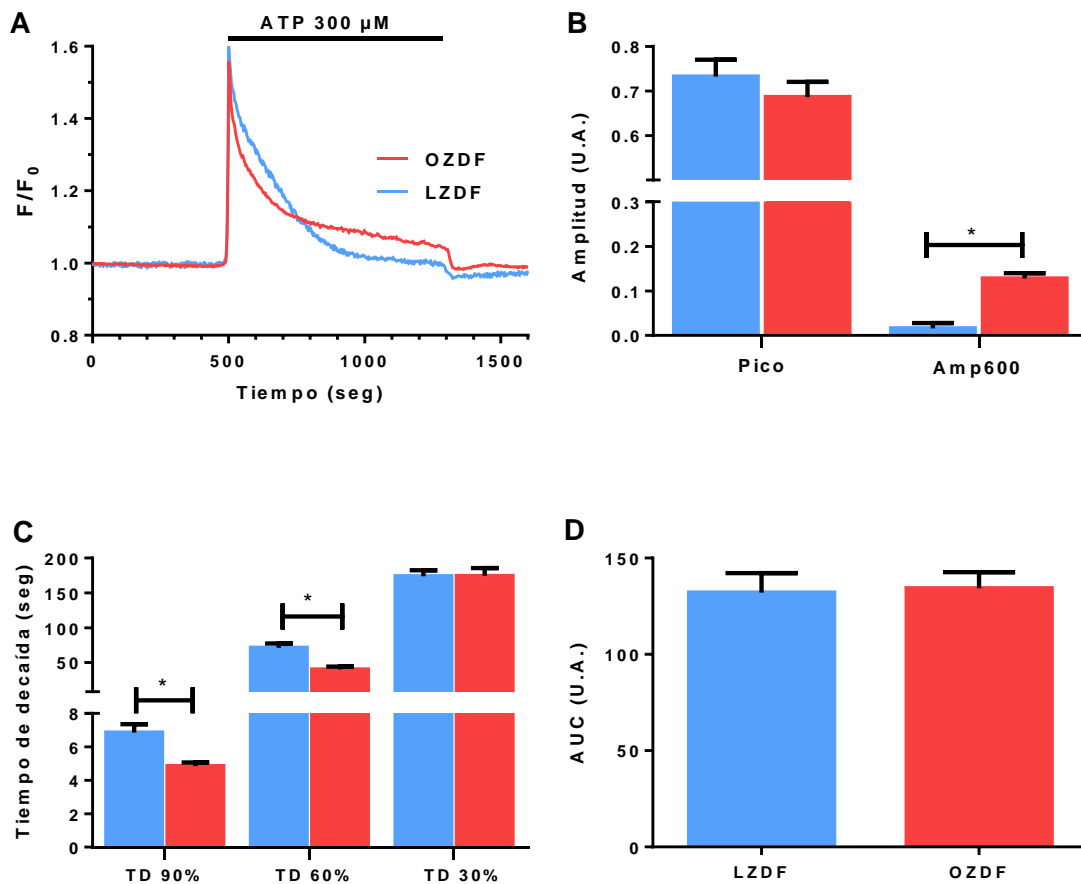 A
ATP 300 µM
1.6
1.4
1.2
1.0
0.8
F/F0
OZDF
LZDF
0
500
1000
1500
Tiempo (seg)
B
0.8
0.7
0.6
0.3
0.2
0.1
0.0
Amplitud (U.A.)
*
Pico
Amp600
C
200
150
100
50
8
6
4
2
0
Tiempo de decaída (seg)
*
*
TD 90%
TD 60%
TD 30%
D
150
100
50
0
AUC (U.A.)
LZDF
OZDF